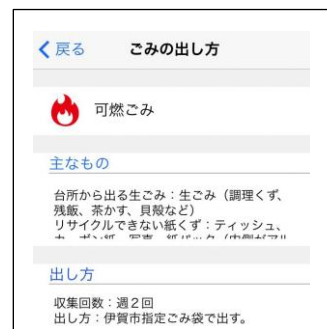 戻る ごみの出し方
可燃ごみ
主なもの
台所から出る生ごみ：生ごみ（調理くず、
残飯、茶かす、貝殻など）
リサイクルできない紙くず：ティッシュ、
出し方
収集回数：週２回
出し方：伊賀市指定ごみ袋で出す。